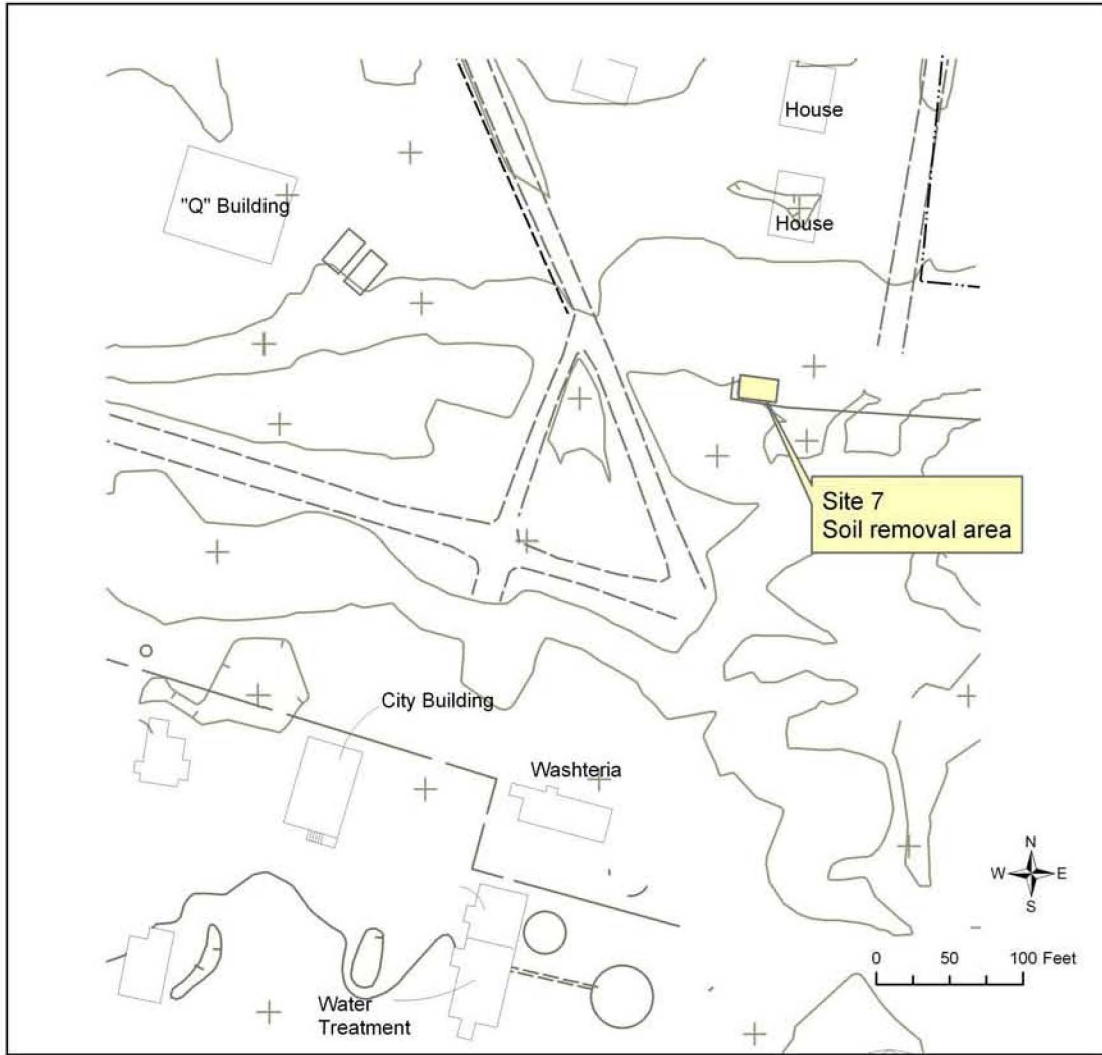 House
"Q" Building
House
Site 7
Soil removal area
City Building
Washteria
N
W E
S
0 50 100 Feet
Water
Treatment